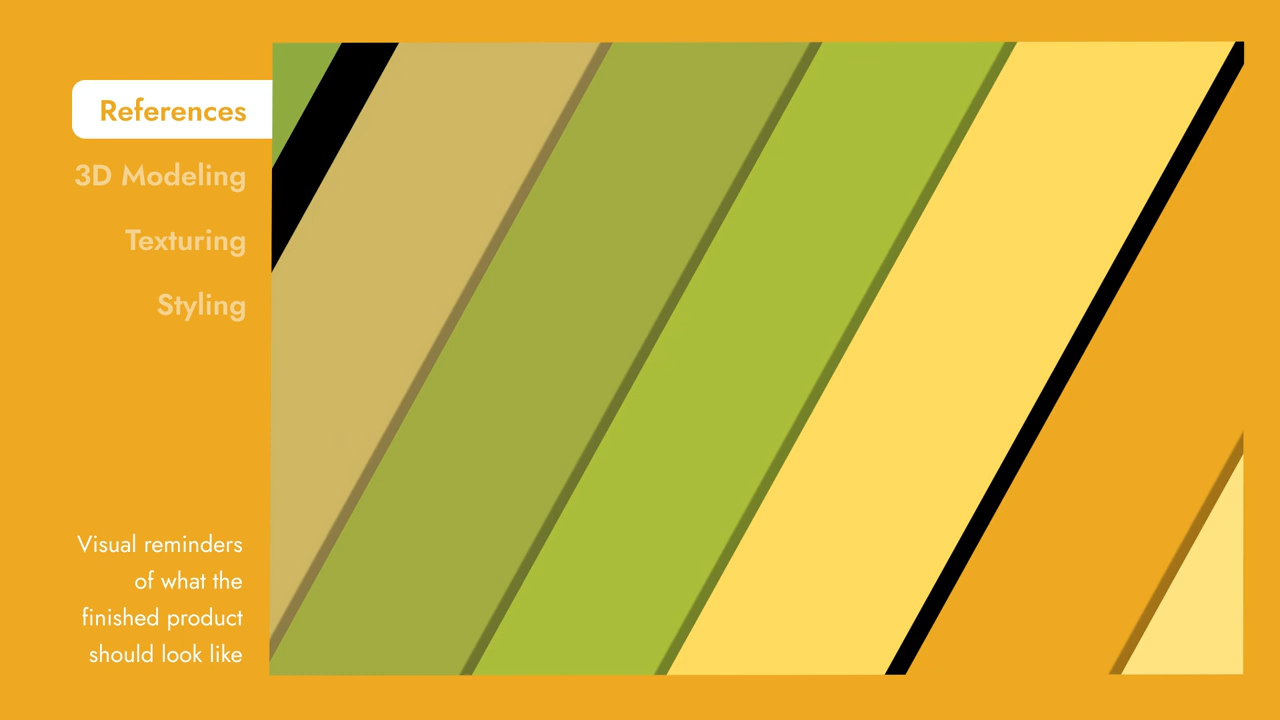 References
3D Modeling
Texturing
Styling
Visual reminders
of what the
finished product
should look like